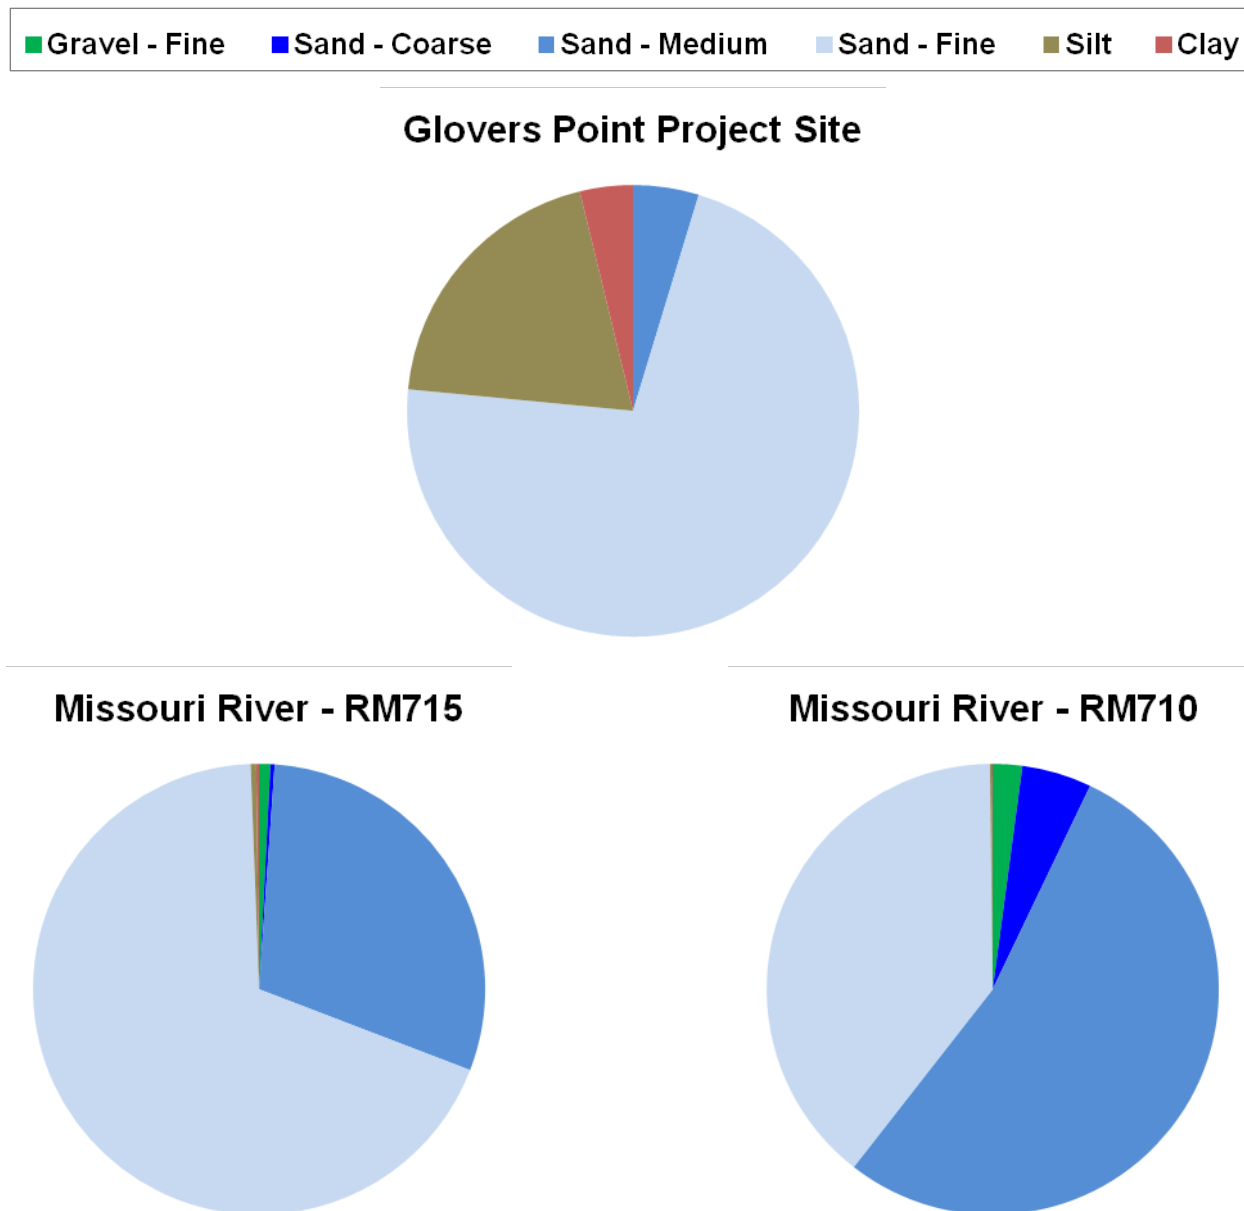 Gravel - Fine Sand - Coarse Sand - Medium Sand - Fine Silt Clay
Glovers Point Project Site
Missouri River - RM715
Missouri River - RM710